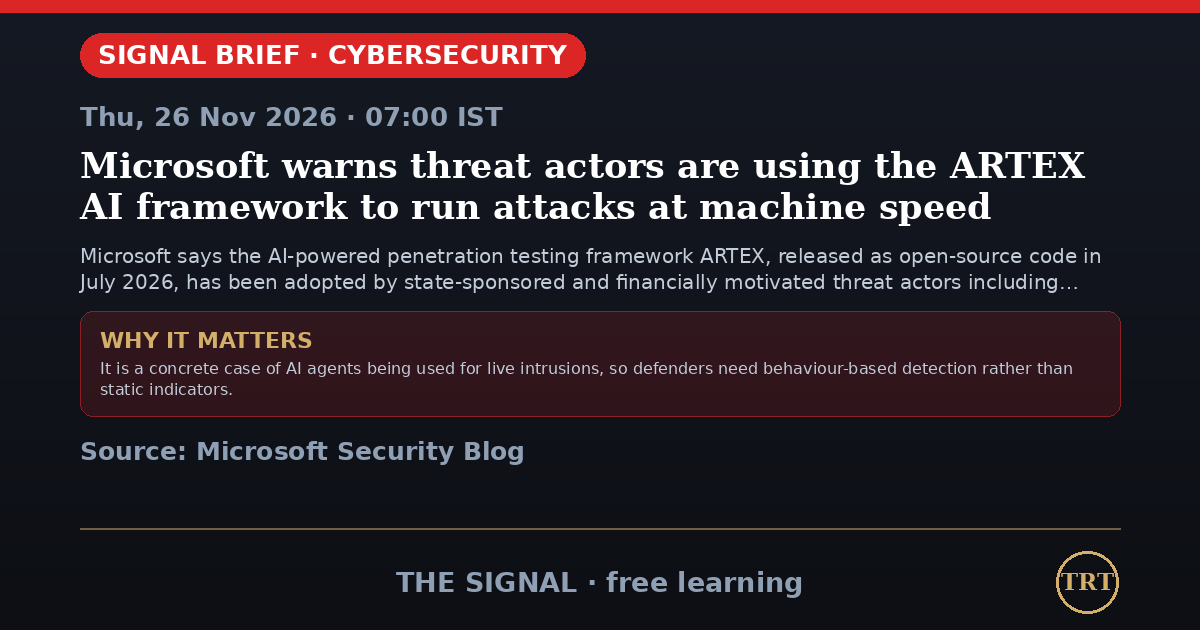 SIGNAL BRIEF · CYBERSECURITY
Thu, 26 Nov 2026 · 07:00 IST
Microsoft warns threat actors are using the ARTEX
AI framework to run attacks at machine speed
Microsoft says the AI-powered penetration testing framework ARTEX, released as open-source code in
July 2026, has been adopted by state-sponsored and financially motivated threat actors including...
WHY IT MATTERS
It is a concrete case of AI agents being used for live intrusions, so defenders need behaviour-based detection rather than
static indicators.
Source: Microsoft Security Blog
THE SIGNAL · free learning
TRT